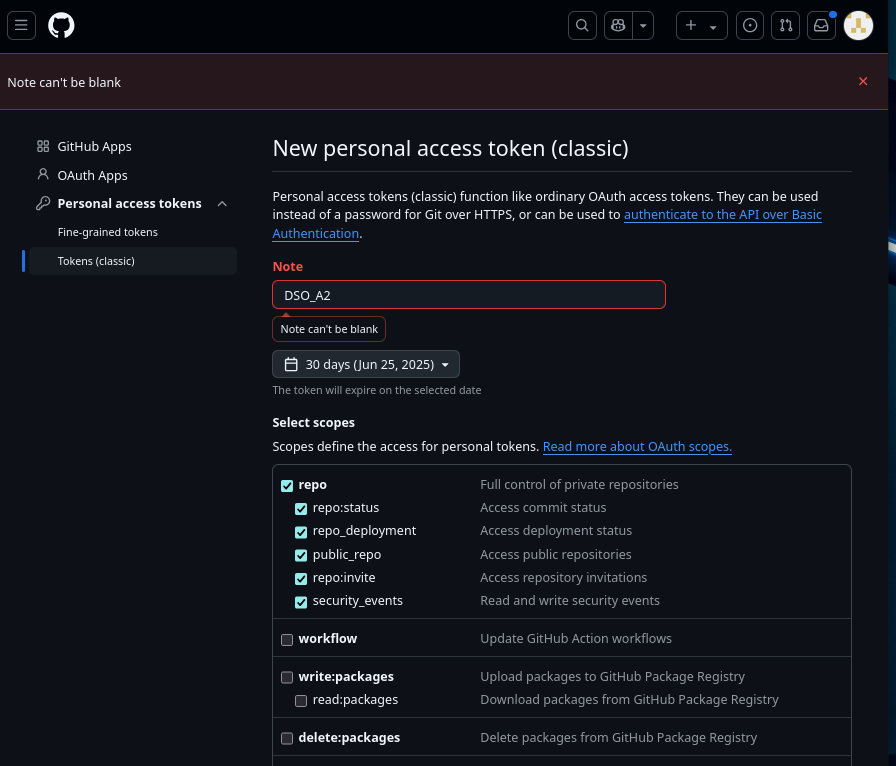 Note can't be blank
GitHub Apps
OAuth Apps
Personal access tokens
Fine-grained tokens
Tokens (classic)
New personal access token (classic)
Personal access tokens (classic) function like ordinary OAuth access tokens. They can be used
instead of a password for Git over HTTPS, or can be used to authenticate to the API over Basic
Authentication.
Note
DSO_A2
Note can't be blank
30 days (Jun 25, 2025)
The token will expire on the selected date
Select scopes
Scopes define the access for personal tokens. Read more about OAuth scopes.
repo Full control of private repositories
repo:status Access commit status
repo_deployment Access deployment status
public_repo Access public repositories
repo:invite Access repository invitations
security_events Read and write security events
workflow Update GitHub Action workflows
write:packages Upload packages to GitHub Package Registry
read:packages Download packages from GitHub Package Registry
delete:packages Delete packages from GitHub Package Registry